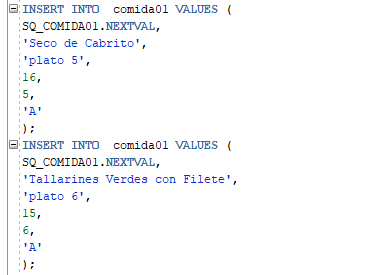 INSERT INTO  comida01 VALUES (
SQ_COMIDA01.NEXTVAL,
'Seco de Cabrito',
'plato 5',
16,
5,
'A'
);
INSERT INTO  comida01 VALUES (
SQ_COMIDA01.NEXTVAL,
'Tallarines Verdes con Filete',
'plato 6',
15,
6,
'A'
);